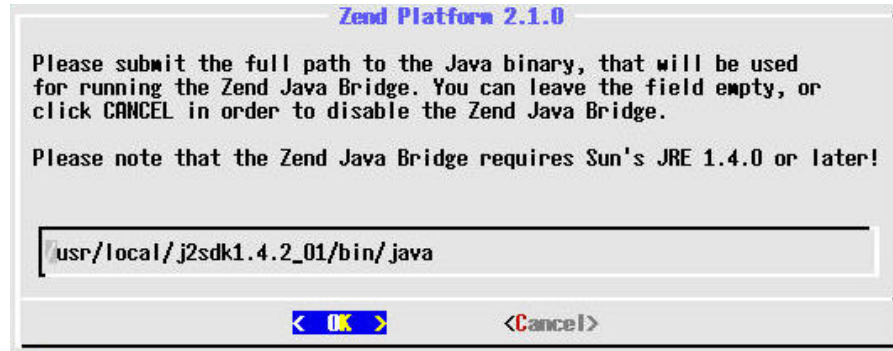 Zend Platform 2.1.0
Please submit the full path to the Java binary, that will be used
for running the Zend Java Bridge. You can leave the field empty, or
click CANCEL in order to disable the Zend Java Bridge.
Please note that the Zend Java Bridge requires Sun's JRE 1.4.0 or later!
/usr/local/j2sdk1.4.2_01/bin/java
< OK > <Cancel>